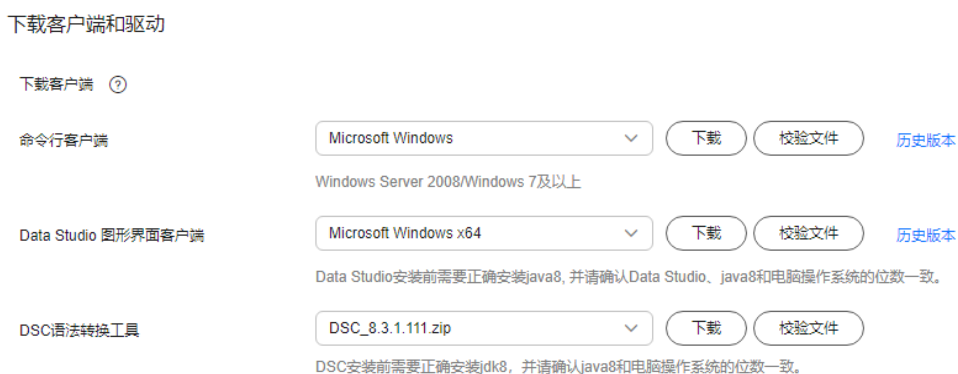 下载客户端和驱动
下载客户端 ?
命令行客户端 Microsoft Windows 下载 校验文件 历史版本
Windows Server 2008/Windows 7及以上
Data Studio 图形界面客户端 Microsoft Windows x64 下载 校验文件 历史版本
Data Studio安装前需要正确安装java8, 并请确认Data Studio、java8和电脑操作系统的位数一致。
DSC语法转换工具 DSC_8.3.1.111.zip 下载 校验文件
DSC安装前需要正确安装jdk8，并请确认java8和电脑操作系统的位数一致。